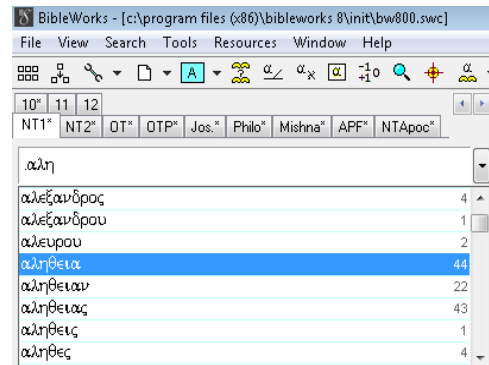 BibleWorks - [c:\program files (x86)\bibleworks 8\init\bw800.swc]
File View Search Tools Resources Window Help
10* 11 12
NT1* NT2* OT* OTP* Jos.* Philo* Mishna* APF* NTApoc*
.αλη
αλεξανδρος 4
αλεξανδρου 1
αλευρου 2
αληθεια 44
αληθειαν 22
αληθειας 43
αληθεις 1
αληθες 4